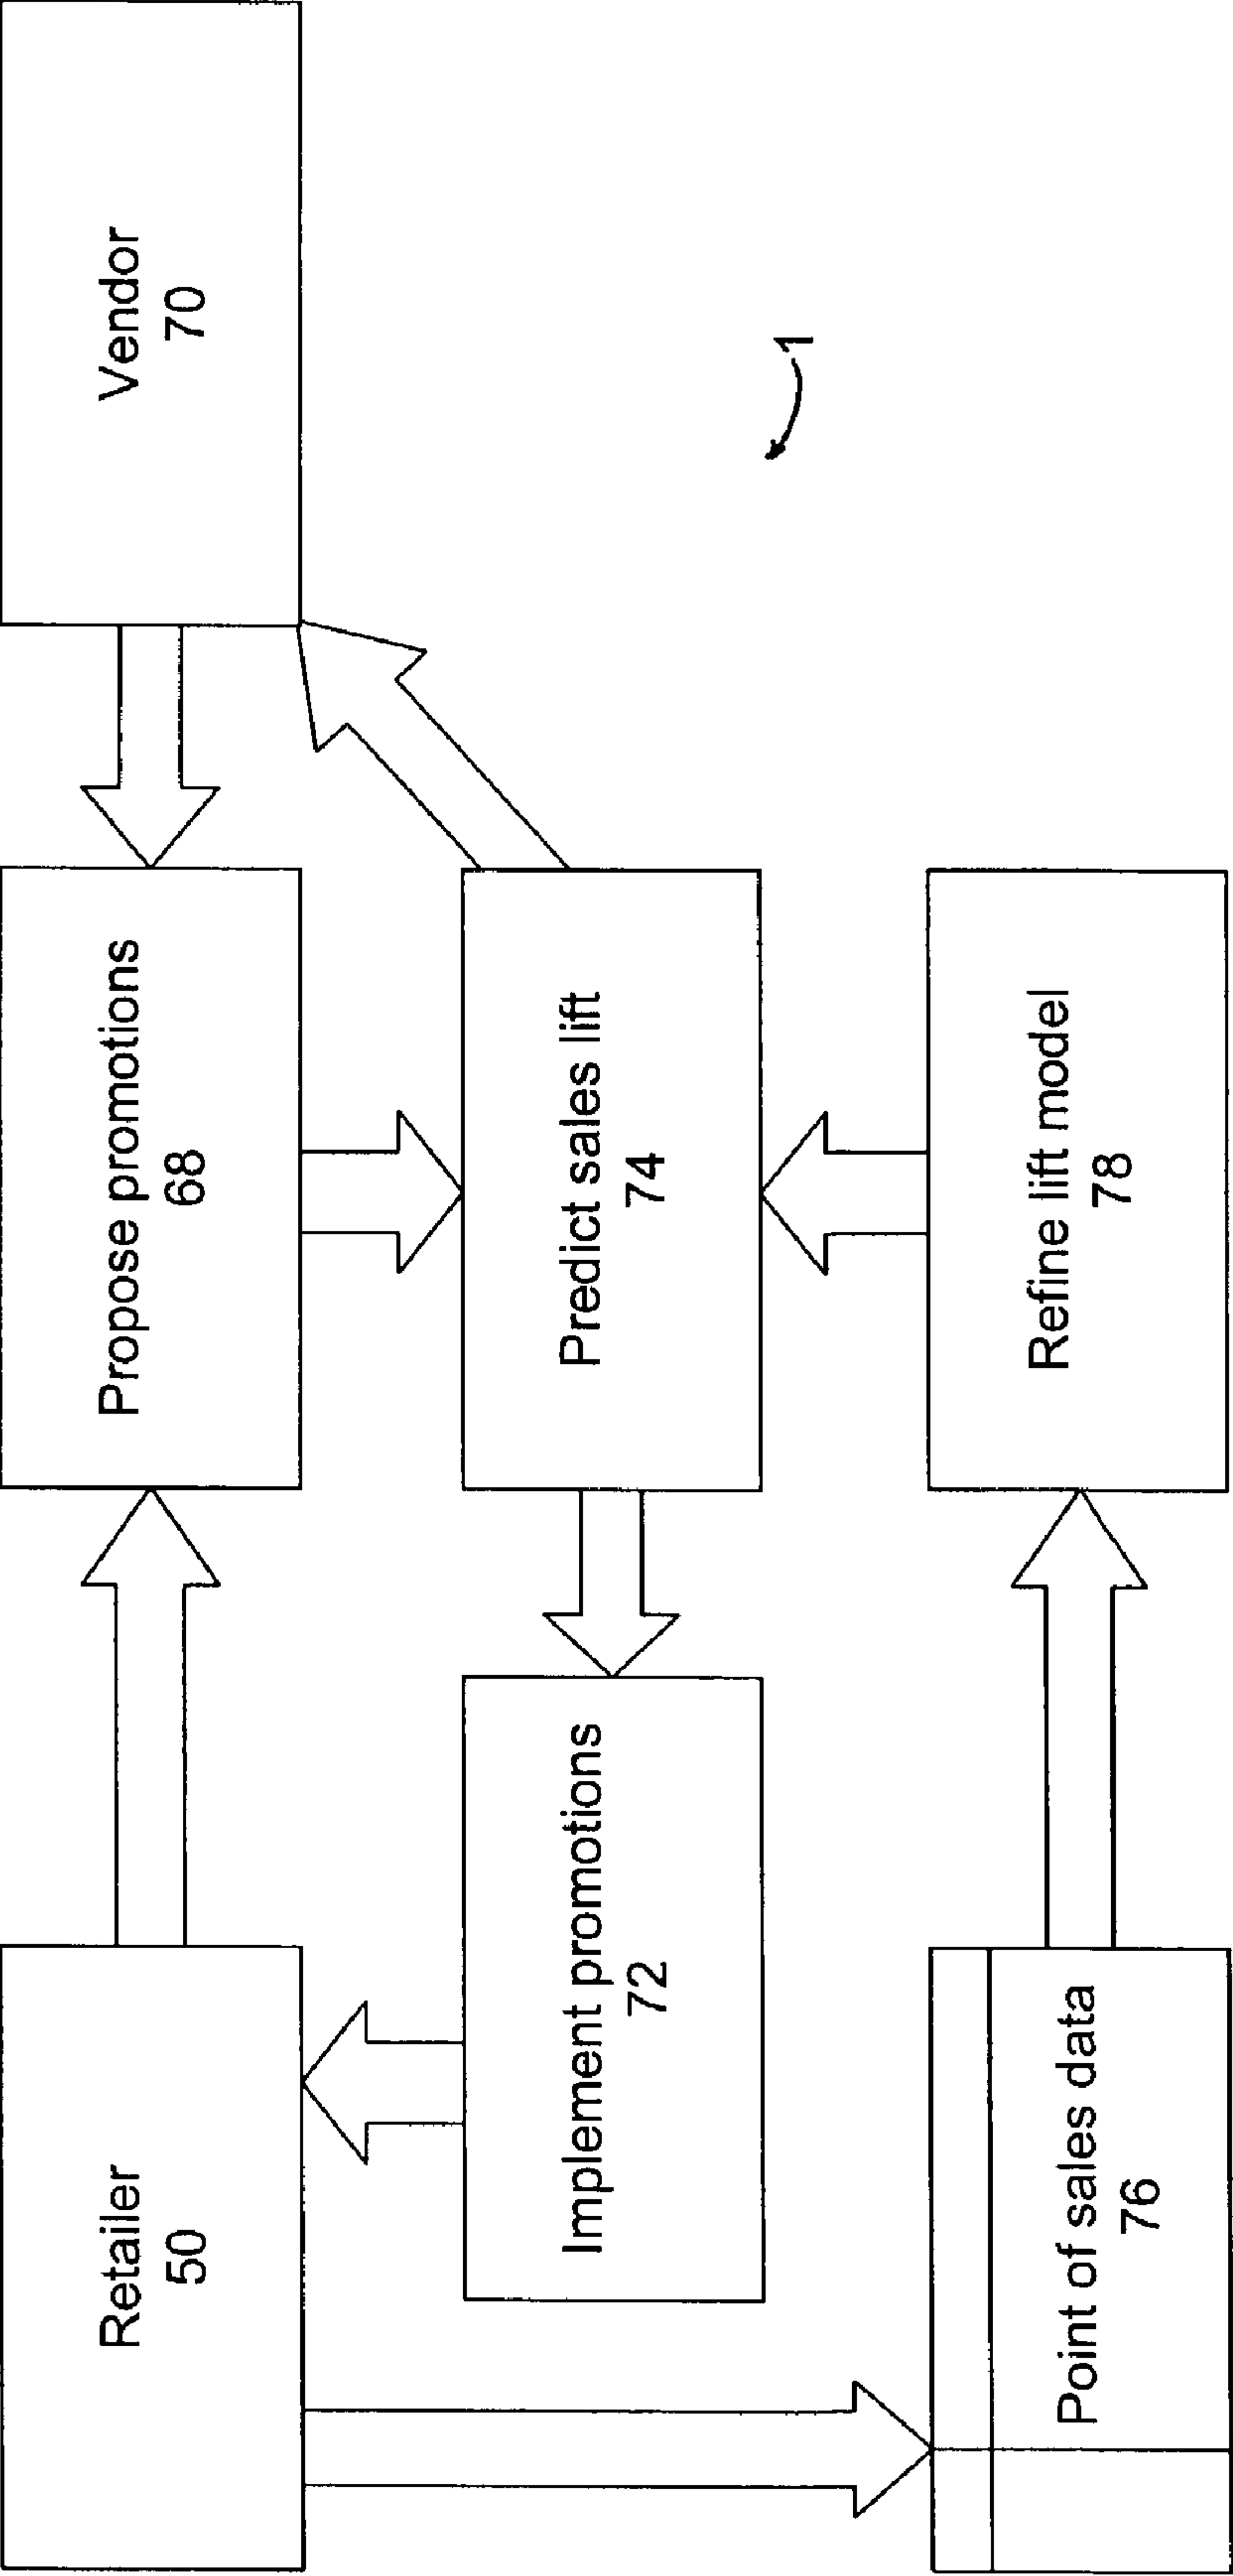 Retailer
50
Propose promotions
68
Vendor
70
Implement promotions
72
Predict sales lift
74
1
Point of sales data
76
Refine lift model
78